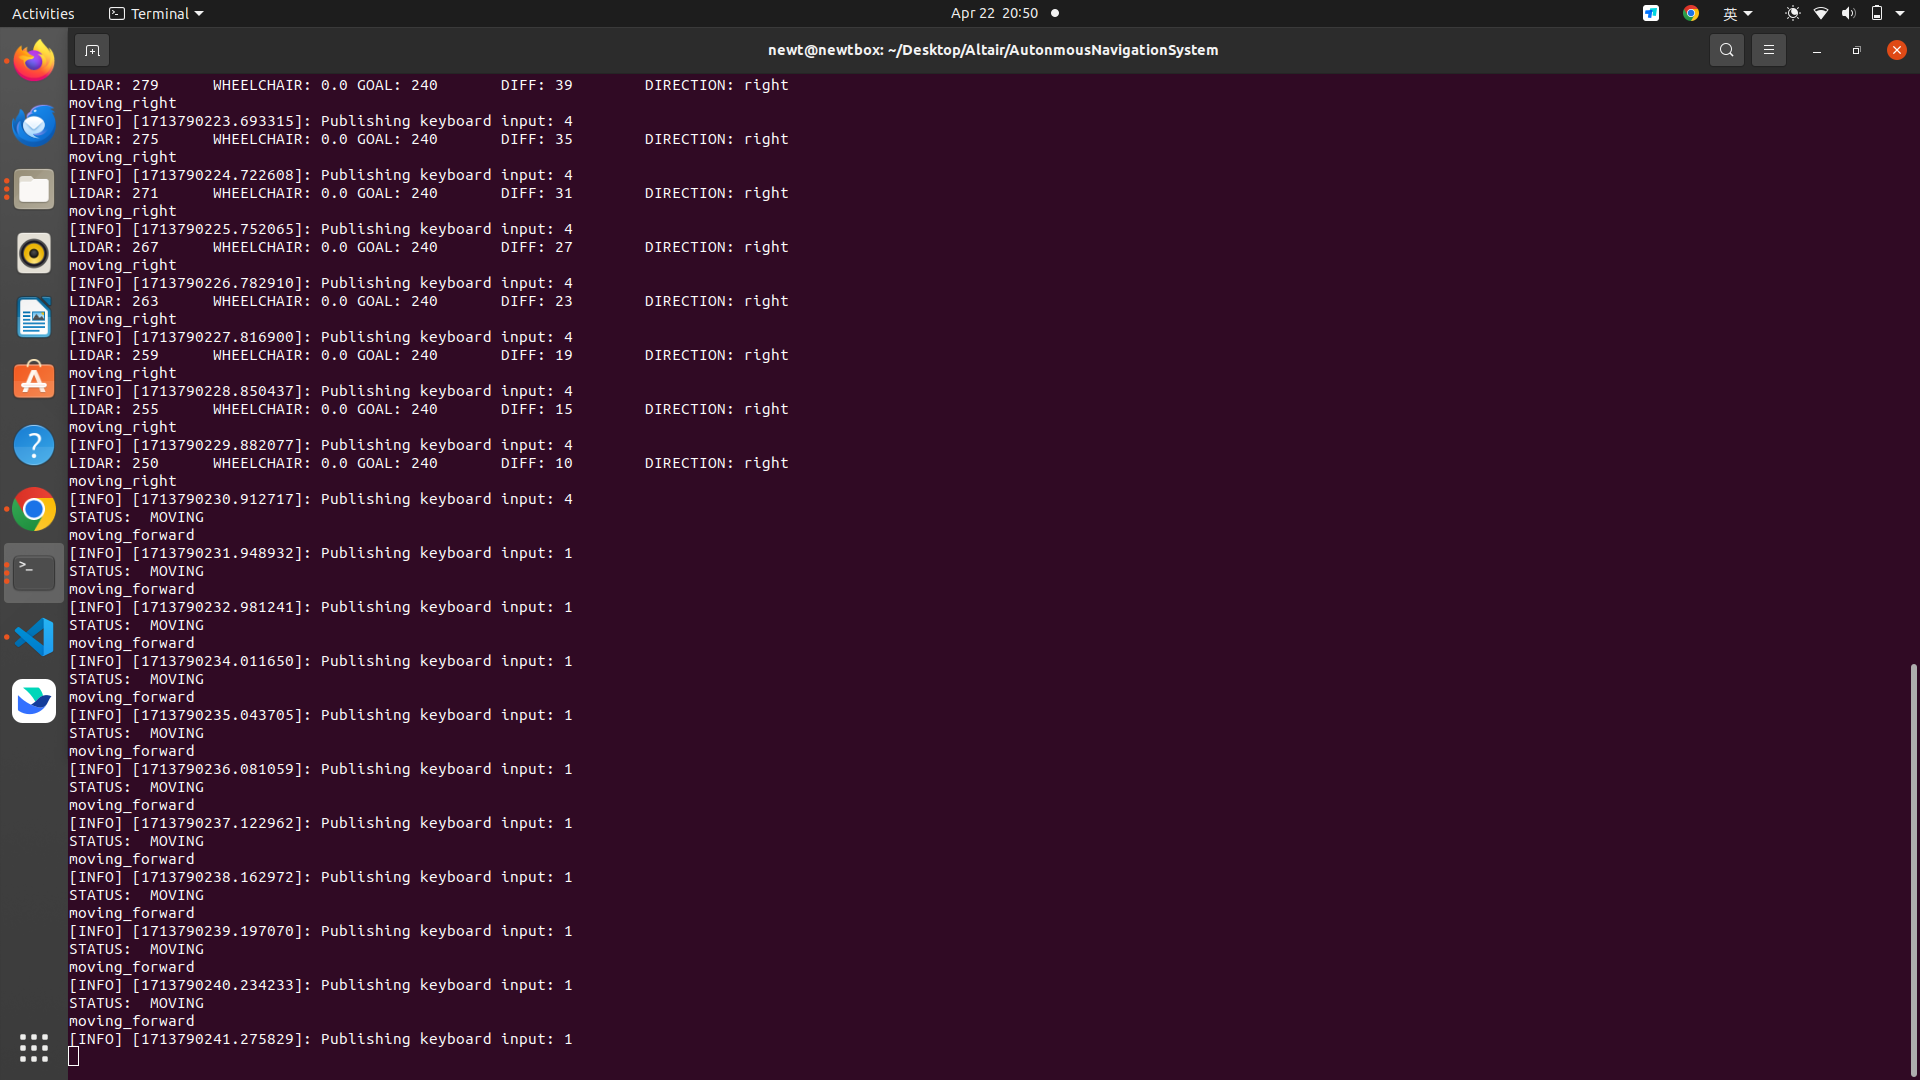 Activities
Terminal
Apr 22 20:50
英
newt@newtbox: ~/Desktop/Altair/AutonmousNavigationSystem
LIDAR: 279 WHEELCHAIR: 0.0 GOAL: 240 DIFF: 39 DIRECTION: right
moving_right
[INFO] [1713790223.693315]: Publishing keyboard input: 4
LIDAR: 275 WHEELCHAIR: 0.0 GOAL: 240 DIFF: 35 DIRECTION: right
moving_right
[INFO] [1713790224.722608]: Publishing keyboard input: 4
LIDAR: 271 WHEELCHAIR: 0.0 GOAL: 240 DIFF: 31 DIRECTION: right
moving_right
[INFO] [1713790225.752065]: Publishing keyboard input: 4
LIDAR: 267 WHEELCHAIR: 0.0 GOAL: 240 DIFF: 27 DIRECTION: right
moving_right
[INFO] [1713790226.782910]: Publishing keyboard input: 4
LIDAR: 263 WHEELCHAIR: 0.0 GOAL: 240 DIFF: 23 DIRECTION: right
moving_right
[INFO] [1713790227.816900]: Publishing keyboard input: 4
LIDAR: 259 WHEELCHAIR: 0.0 GOAL: 240 DIFF: 19 DIRECTION: right
moving_right
[INFO] [1713790228.850437]: Publishing keyboard input: 4
LIDAR: 255 WHEELCHAIR: 0.0 GOAL: 240 DIFF: 15 DIRECTION: right
moving_right
[INFO] [1713790229.882077]: Publishing keyboard input: 4
LIDAR: 250 WHEELCHAIR: 0.0 GOAL: 240 DIFF: 10 DIRECTION: right
moving_right
[INFO] [1713790230.912717]: Publishing keyboard input: 4
STATUS: MOVING
moving_forward
[INFO] [1713790231.948932]: Publishing keyboard input: 1
STATUS: MOVING
moving_forward
[INFO] [1713790232.981241]: Publishing keyboard input: 1
STATUS: MOVING
moving_forward
[INFO] [1713790234.011650]: Publishing keyboard input: 1
STATUS: MOVING
moving_forward
[INFO] [1713790235.043705]: Publishing keyboard input: 1
STATUS: MOVING
moving_forward
[INFO] [1713790236.081059]: Publishing keyboard input: 1
STATUS: MOVING
moving_forward
[INFO] [1713790237.122962]: Publishing keyboard input: 1
STATUS: MOVING
moving_forward
[INFO] [1713790238.162972]: Publishing keyboard input: 1
STATUS: MOVING
moving_forward
[INFO] [1713790239.197070]: Publishing keyboard input: 1
STATUS: MOVING
moving_forward
[INFO] [1713790240.234233]: Publishing keyboard input: 1
STATUS: MOVING
moving_forward
[INFO] [1713790241.275829]: Publishing keyboard input: 1